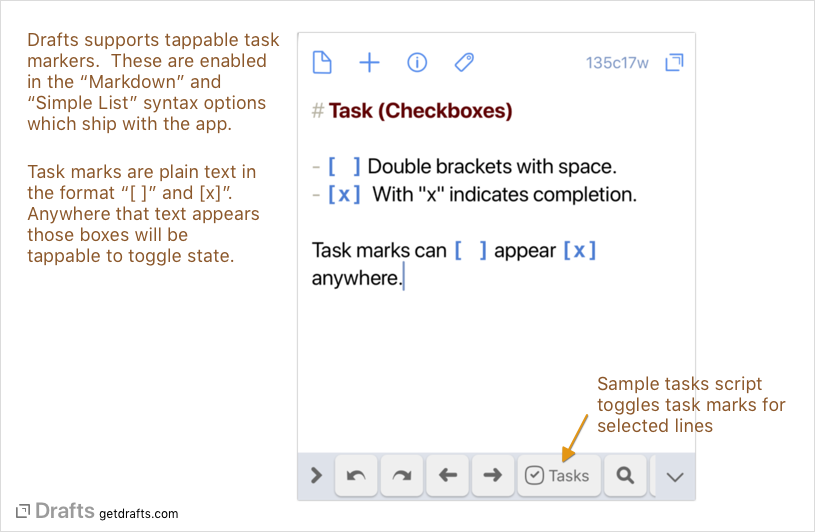 Drafts supports tappable task
markers.  These are enabled
in the “Markdown” and
“Simple List” syntax options
which ship with the app.
Task marks are plain text in
the format “[ ]” and [x]”.
Anywhere that text appears
those boxes will be
tappable to toggle state.
135c17w
# Task (Checkboxes)
- [ ] Double brackets with space.
- [x]  With "x" indicates completion.
Task marks can [ ] appear [x]
anywhere.
Sample tasks script
toggles task marks for
selected lines
Tasks
Drafts getdrafts.com